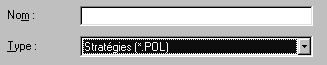 Nom :
Type : Stratégies (*.POL)